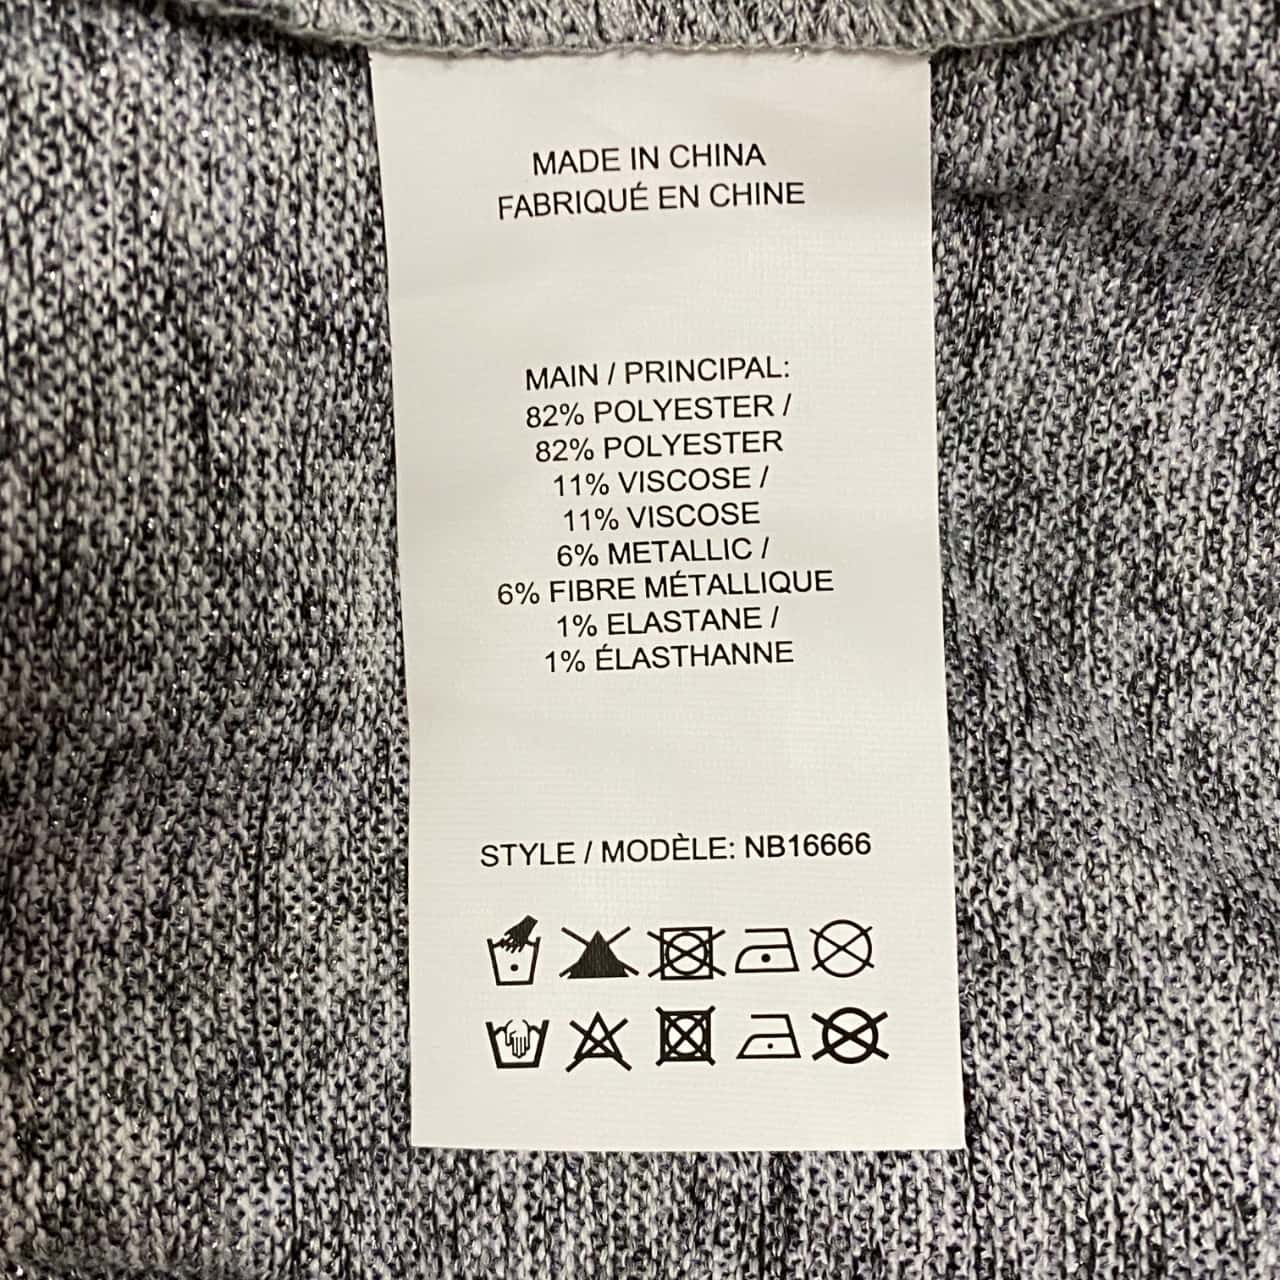 MADE IN CHINA
FABRIQUÉ EN CHINE
MAIN / PRINCIPAL:
82% POLYESTER /
82% POLYESTER
11% VISCOSE /
11% VISCOSE
6% METALLIC /
6% FIBRE MÉTALLIQUE
1% ELASTANE /
1% ÉLASTHANNE
STYLE / MODÈLE: NB16666